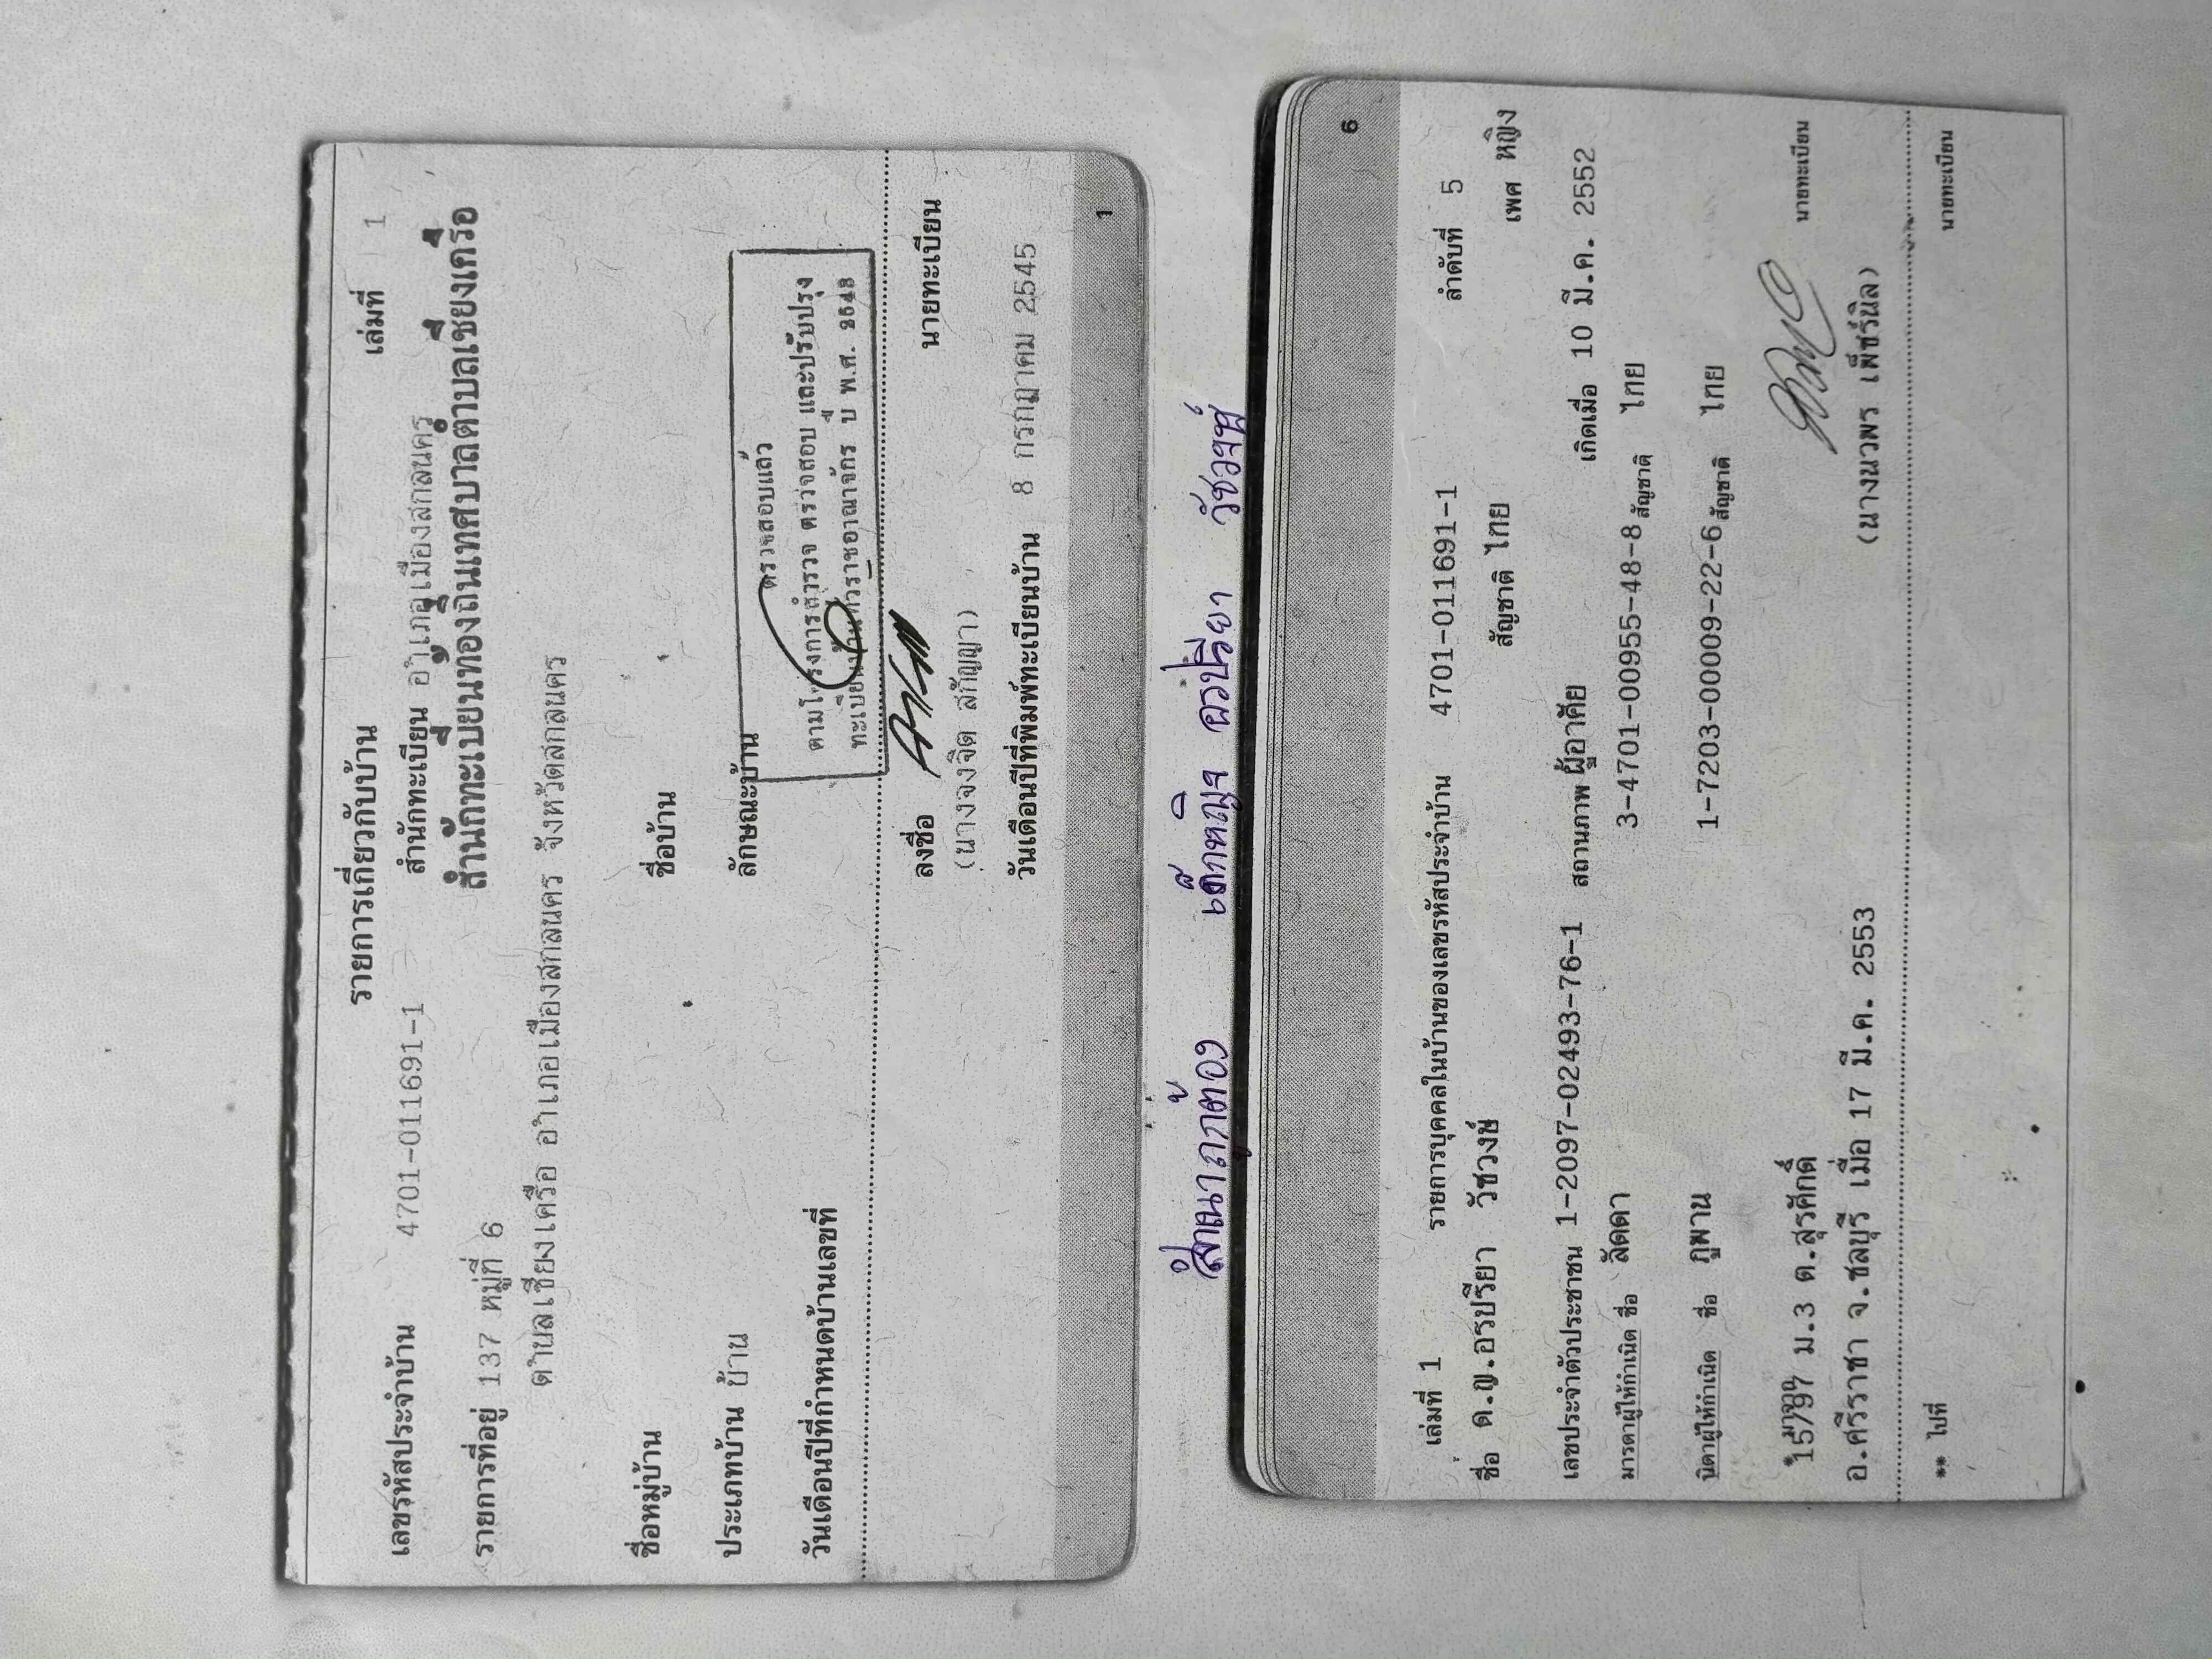 รายการเกี่ยวกับบ้าน เล่มที่ 1
เลขรหัสประจำบ้าน 4701-011691-1 สำนักทะเบียน อำเภอเมืองสกลนคร
สำนักทะเบียนท้องถิ่นเทศบาลตำบลเชียงเครือ
รายการที่อยู่ 137 หมู่ที่ 6
ตำบลเชียงเครือ อำเภอเมืองสกลนคร จังหวัดสกลนคร
ชื่อหมู่บ้าน ชื่อบ้าน
ประเภทบ้าน บ้าน ลักษณะบ้าน
ตรวจสอบแล้ว
ตามโครงการสำรวจ ตรวจสอบ และปรับปรุง
ทะเบียนบ้านทั่วราชอาณาจักร ปี พ.ศ. 2548
วันเดือนปีที่กำหนดบ้านเลขที่
ลงชื่อ นายทะเบียน
(นางจงจิต สกัญญา)
วันเดือนปีที่พิมพ์ทะเบียนบ้าน 8 กรกฎาคม 2545
1
สำเนาถูกต้อง เด็กหญิง อรปรียา วัชวงษ์
6
เล่มที่ 1 รายการบุคคลในบ้านของเลขรหัสประจำบ้าน 4701-011691-1 ลำดับที่ 5
ชื่อ ด.ญ.อรปรียา วัชวงษ์ สัญชาติ ไทย เพศ หญิง
เลขประจำตัวประชาชน 1-2097-02493-76-1 สถานภาพ ผู้อาศัย เกิดเมื่อ 10 มี.ค. 2552
มารดาผู้ให้กำเนิด ชื่อ ลัดดา 3-4701-00955-48-8 สัญชาติ ไทย
บิดาผู้ให้กำเนิด ชื่อ ภูพาน 1-7203-00009-22-6 สัญชาติ ไทย
* มาจาก
15/97 ม.3 ต.สุรศักดิ์
อ.ศรีราชา จ.ชลบุรี เมื่อ 17 มี.ค. 2553
นายทะเบียน
(นางนวพร เพ็ชร์นิล)
** ไปที่
นายทะเบียน